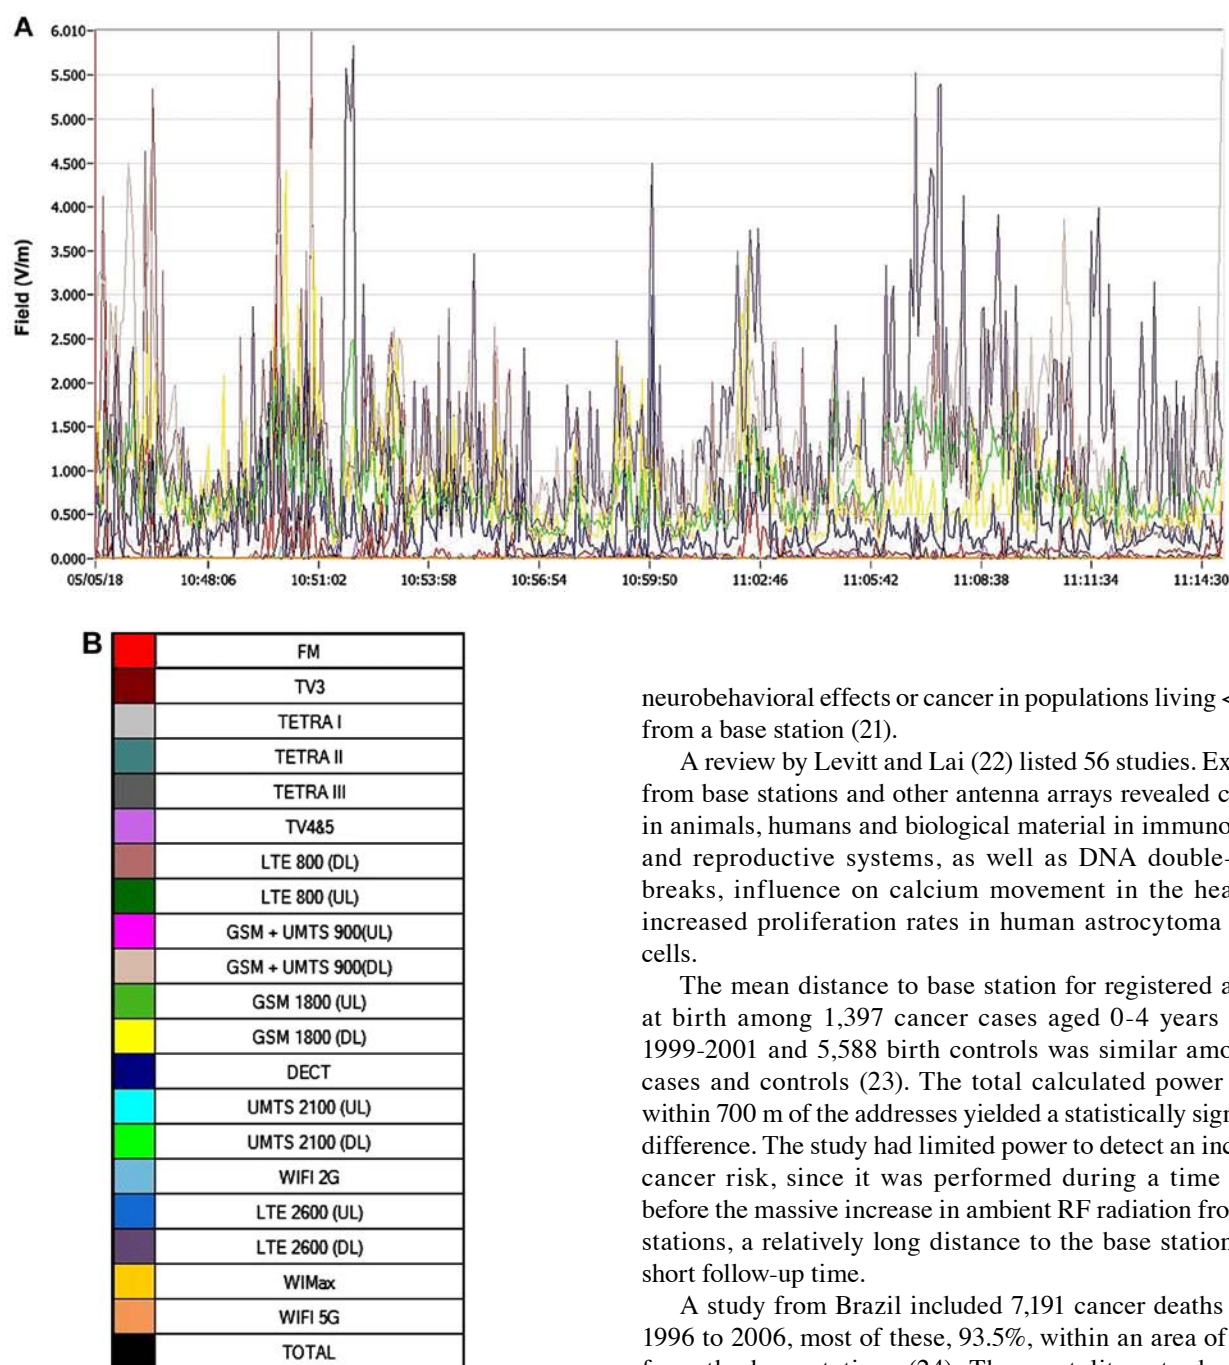 A
6.010
5.500
5.000
4.500
4.000
3.500
3.000
2.500
2.000
1.500
1.000
0.500
0.000
Field (V/m)
05/05/18 10:48:06 10:51:02 10:53:58 10:56:54 10:59:50 11:02:46 11:05:42 11:08:38 11:11:34 11:14:30
B
FM
TV3
TETRA I
TETRA II
TETRA III
TV4&5
LTE 800 (DL)
LTE 800 (UL)
GSM + UMTS 900(UL)
GSM + UMTS 900(DL)
GSM 1800 (UL)
GSM 1800 (DL)
DECT
UMTS 2100 (UL)
UMTS 2100 (DL)
WIFI 2G
LTE 2600 (UL)
LTE 2600 (DL)
WIMax
WIFI 5G
TOTAL
neurobehavioral effects or cancer in populations living <
from a base station (21).
A review by Levitt and Lai (22) listed 56 studies. Ex
from base stations and other antenna arrays revealed c
in animals, humans and biological material in immuno
and reproductive systems, as well as DNA double-
breaks, influence on calcium movement in the hea
increased proliferation rates in human astrocytoma
cells.
The mean distance to base station for registered a
at birth among 1,397 cancer cases aged 0-4 years
1999-2001 and 5,588 birth controls was similar amo
cases and controls (23). The total calculated power
within 700 m of the addresses yielded a statistically sign
difference. The study had limited power to detect an inc
cancer risk, since it was performed during a time
before the massive increase in ambient RF radiation fro
stations, a relatively long distance to the base station
short follow-up time.
A study from Brazil included 7,191 cancer deaths
1996 to 2006, most of these, 93.5%, within an area of